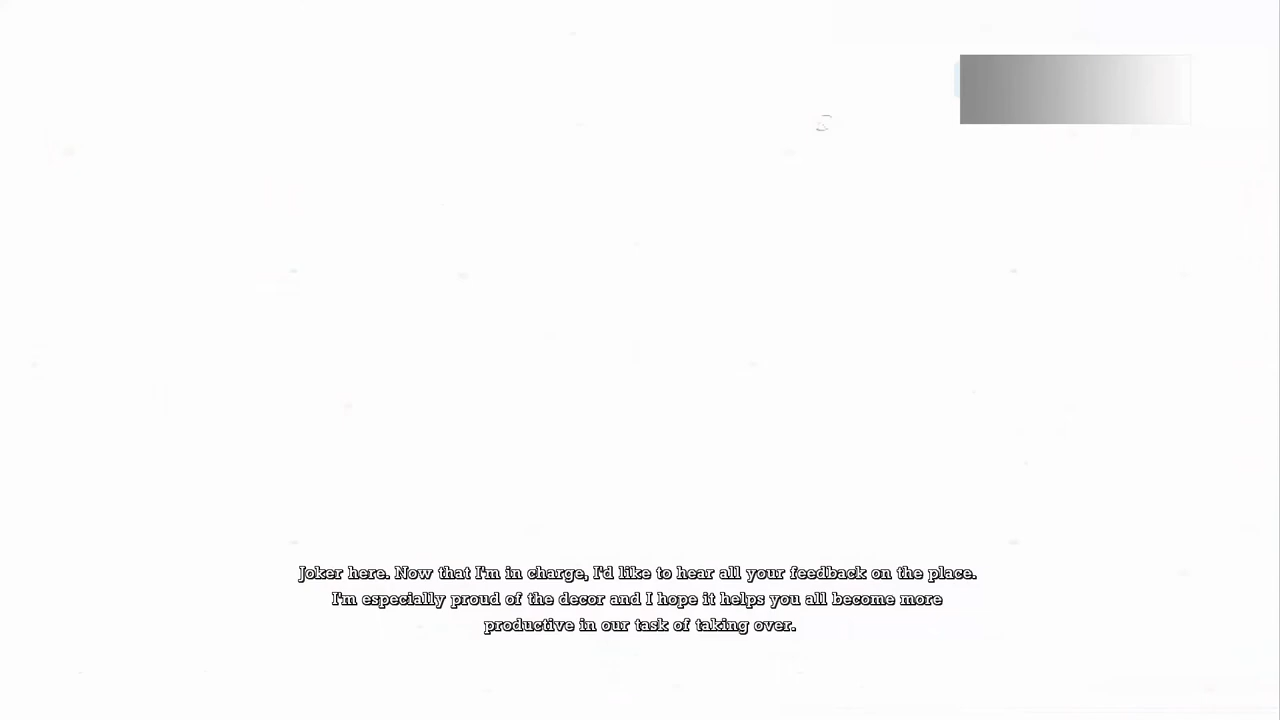 Joker here. Now that I'm in charge, I'd like to hear all your feedback on the place.
I'm especially proud of the decor and I hope it helps you all become more
productive in our task of taking over.